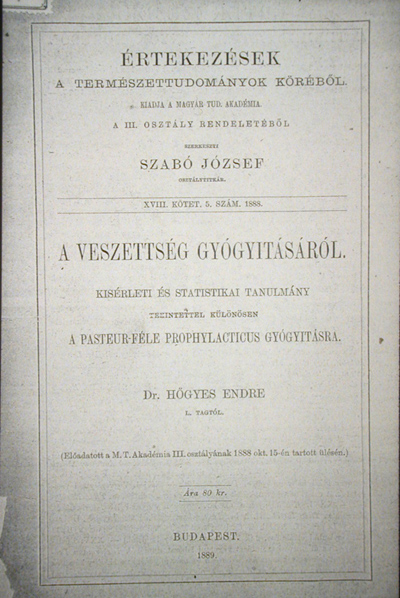 ÉRTEKEZÉSEK
A TERMÉSZETTUDOMÁNYOK KÖRÉBŐL.
KIADJA A MAGYAR TUD. AKADÉMIA.
A III. OSZTÁLY RENDELETÉBŐL
SZERKESZTI
SZABÓ JÓZSEF
OSZTÁLYTITKÁR.
XVIII. KÖTET. 5. SZÁM. 1888.
A VESZETTSÉG GYÓGYITÁSÁRÓL.
KISÉRLETI ÉS STATISTIKAI TANULMÁNY
TEKINTETTEL KÜLÖNÖSEN
A PASTEUR-FÉLE PROPHYLACTICUS GYÓGYITÁSRA.
Dr. HŐGYES ENDRE
L. TAGTÓL.
(Előadatott a M. T. Akadémia III. osztályának 1888 okt. 15-én tartott ülésén.)
Ára 80 kr.
BUDAPEST.
1889.